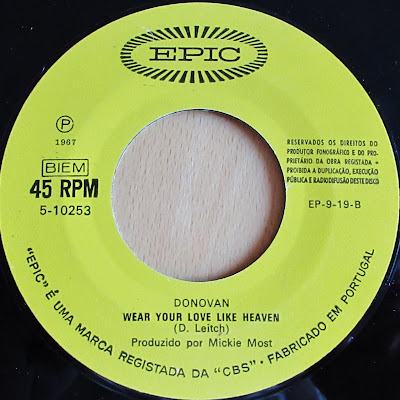 EPIC
℗
1967
BIEM
45 RPM
5-10253
RESERVADOS OS DIREITOS DO
PRODUTOR FONOGRÁFICO E DO PRO-
PRIETÁRIO DA OBRA REGISTADA •
PROIBIDA A DUPLICAÇÃO, EXECUÇÃO
PÚBLICA E RADIODIFUSÃO DESTE DISCO
EP-9-19-B
DONOVAN
WEAR YOUR LOVE LIKE HEAVEN
(D. Leitch)
Produzido por Mickie Most
"EPIC" É UMA MARCA REGISTADA DA "CBS" • FABRICADO EM PORTUGAL